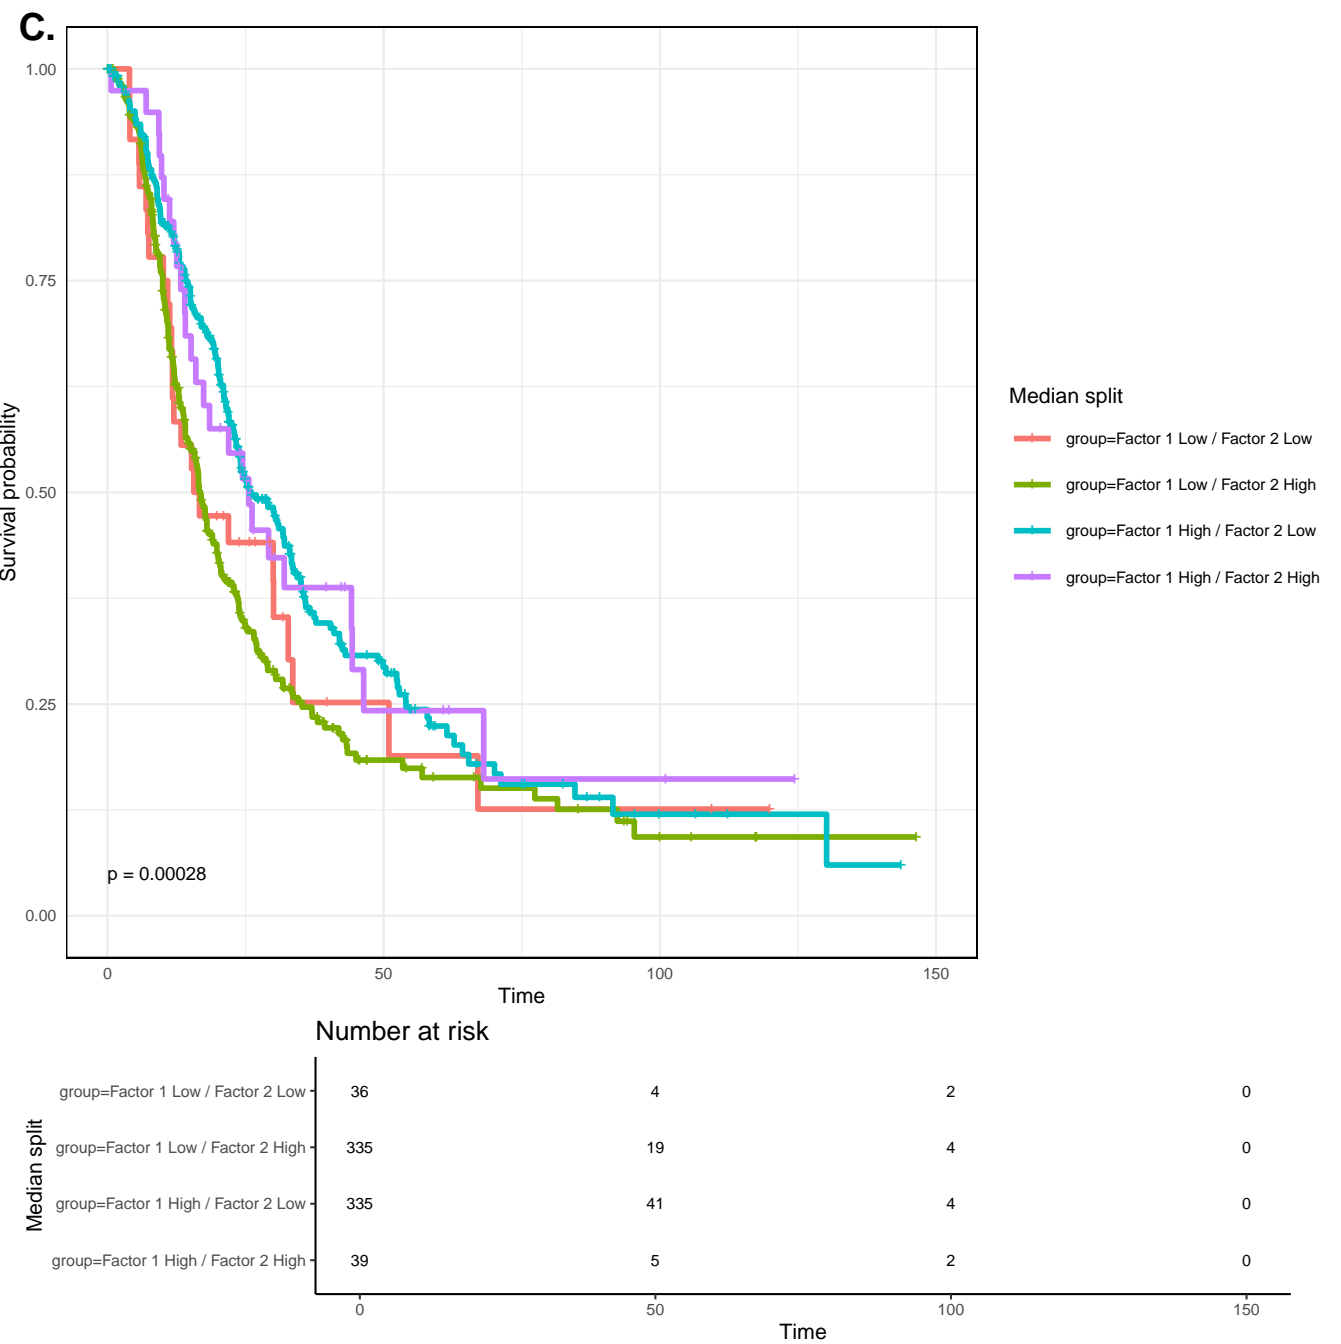 C.
1.00
0.75
0.50
0.25
0.00
Survival probability
p = 0.00028
0 50 100 150
Time
Median split
group=Factor 1 Low / Factor 2 Low
group=Factor 1 Low / Factor 2 High
group=Factor 1 High / Factor 2 Low
group=Factor 1 High / Factor 2 High
Number at risk
Median split
group=Factor 1 Low / Factor 2 Low 36 4 2 0
group=Factor 1 Low / Factor 2 High 335 19 4 0
group=Factor 1 High / Factor 2 Low 335 41 4 0
group=Factor 1 High / Factor 2 High 39 5 2 0
0 50 100 150
Time